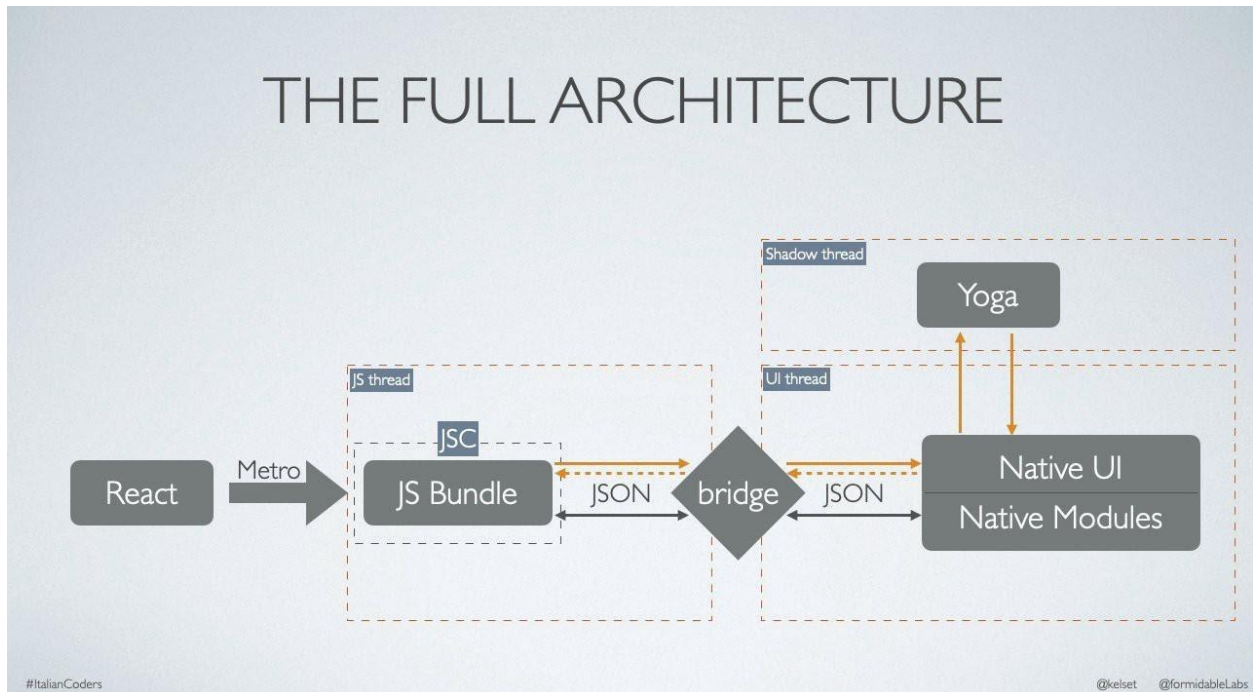 THE FULL ARCHITECTURE
Shadow thread
Yoga
JS thread
UI thread
JSC
React
Metro
JS Bundle
JSON
bridge
JSON
Native UI
Native Modules
#ItalianCoders
@kelset @formidableLabs